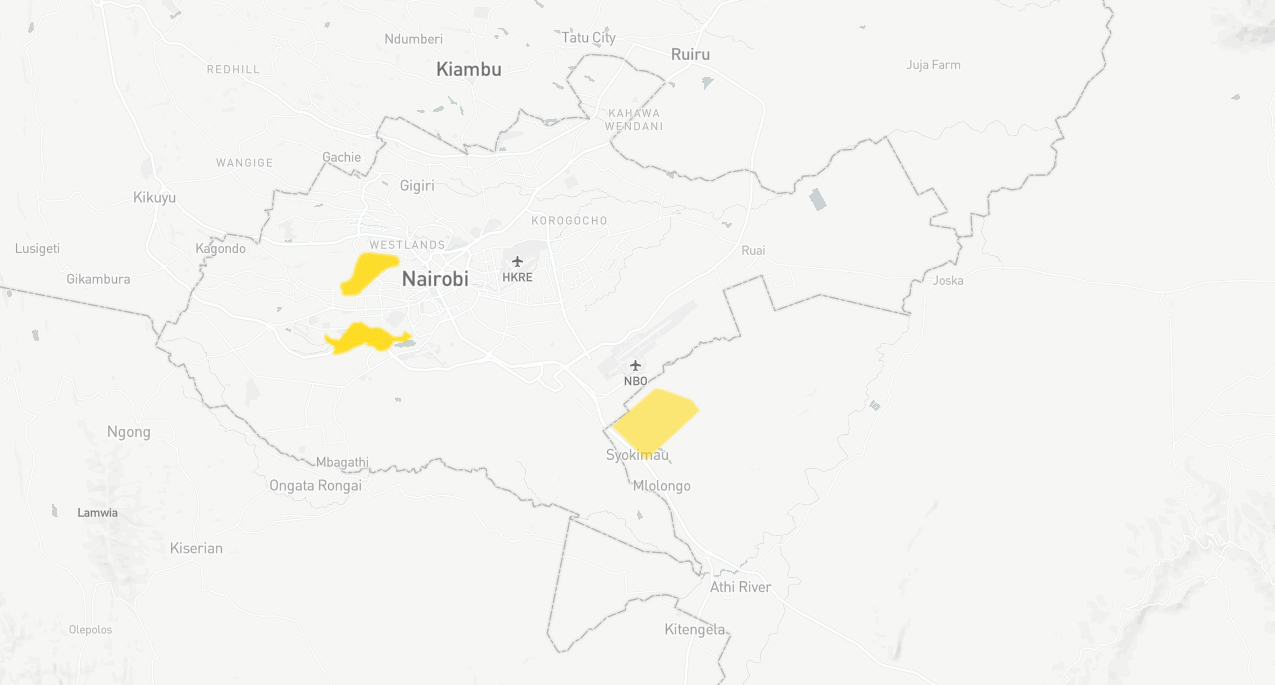 Ndumberi
Tatu City
Ruiru
REDHILL
Kiambu
Juja Farm
KAHAWA
WENDANI
Gachie
WANGIGE
Gigiri
Kikuyu
KOROGOCHO
Lusigeti
Kagondo
WESTLANDS
Ruai
Gikambura
Nairobi
HKRE
Joska
NBO
Ngong
Syokimau
Mbagathi
Ongata Rongai
Mlolongo
Lamwia
Kiserian
Athi River
Olepolos
Kitengela